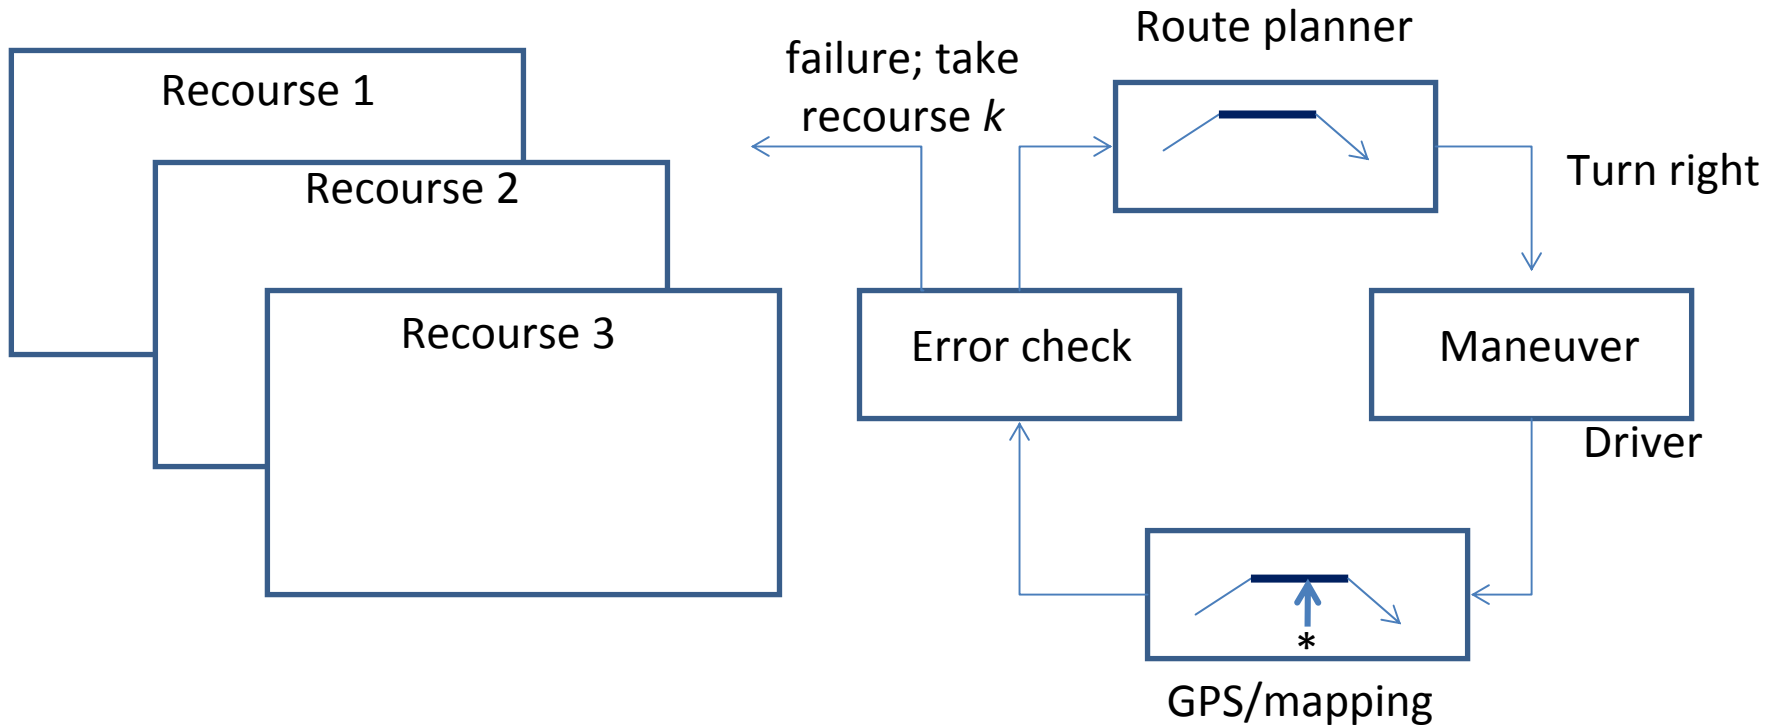 Recourse 1
Recourse 2
Recourse 3
failure; take
recourse k
Route planner
Turn right
Error check
Maneuver
Driver
*
GPS/mapping